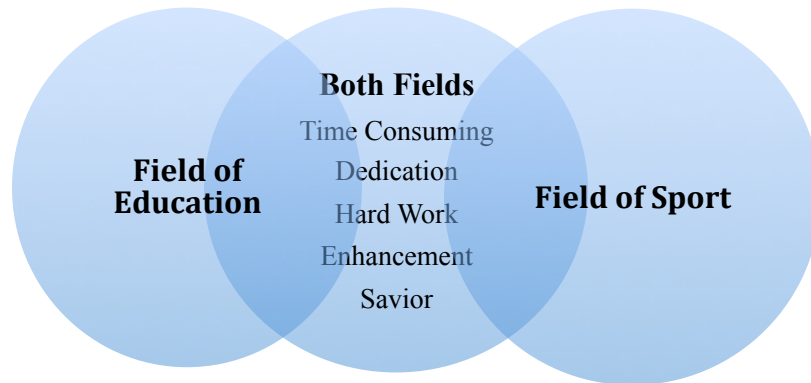 Field of
Education
Both Fields
Time Consuming
Dedication
Hard Work
Enhancement
Savior
Field of Sport